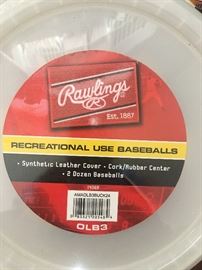 Rawlings
R
Est. 1887
RECREATIONAL USE BASEBALLS
• Synthetic Leather Cover • Cork/Rubber Center
• 2 Dozen Baseballs
OLB3